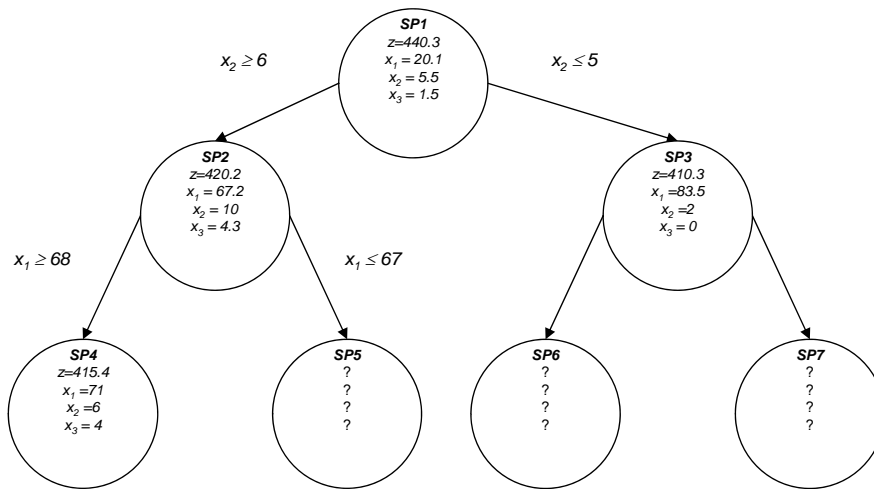 SP1
z=440.3
x₁ = 20.1
x₂ = 5.5
x₃ = 1.5
x₂ ≥ 6
x₂ ≤ 5
SP2
z=420.2
x₁ = 67.2
x₂ = 10
x₃ = 4.3
SP3
z=410.3
x₁ =83.5
x₂ =2
x₃ = 0
x₁ ≥ 68
x₁ ≤ 67
SP4
z=415.4
x₁ =71
x₂ =6
x₃ = 4
SP5
?
?
?
?
SP6
?
?
?
?
SP7
?
?
?
?